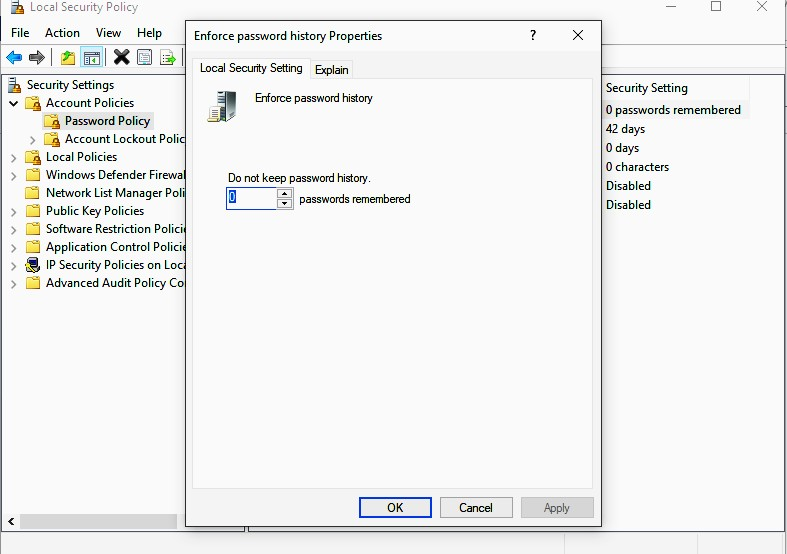 Local Security Policy
File Action View Help
Security Settings
Account Policies
Password Policy
Account Lockout Polic
Local Policies
Windows Defender Firewal
Network List Manager Poli
Public Key Policies
Software Restriction Policie
Application Control Policie
IP Security Policies on Loca
Advanced Audit Policy Co
Enforce password history Properties
?
Local Security Setting
Explain
Enforce password history
Do not keep password history.
0 passwords remembered
OK
Cancel
Apply
Security Setting
0 passwords remembered
42 days
0 days
0 characters
Disabled
Disabled